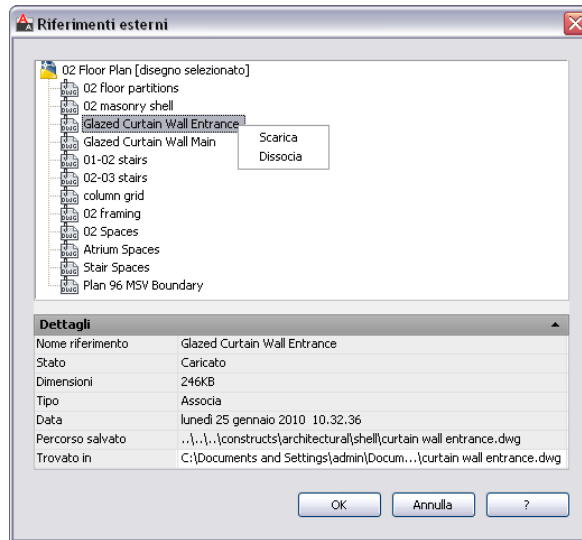 Riferimenti esterni
02 Floor Plan [disegno selezionato]
02 floor partitions
02 masonry shell
Glazed Curtain Wall Entrance
Scarica
Glazed Curtain Wall Main
Dissocia
01-02 stairs
02-03 stairs
column grid
02 framing
02 Spaces
Atrium Spaces
Stair Spaces
Plan 96 MSV Boundary
Dettagli
Nome riferimento Glazed Curtain Wall Entrance
Stato Caricato
Dimensioni 246KB
Tipo Associa
Data lunedì 25 gennaio 2010 10.32.36
Percorso salvato ..\..\..\constructs\architectural\shell\curtain wall entrance.dwg
Trovato in C:\Documents and Settings\admin\Docum...\curtain wall entrance.dwg
OK Annulla ?